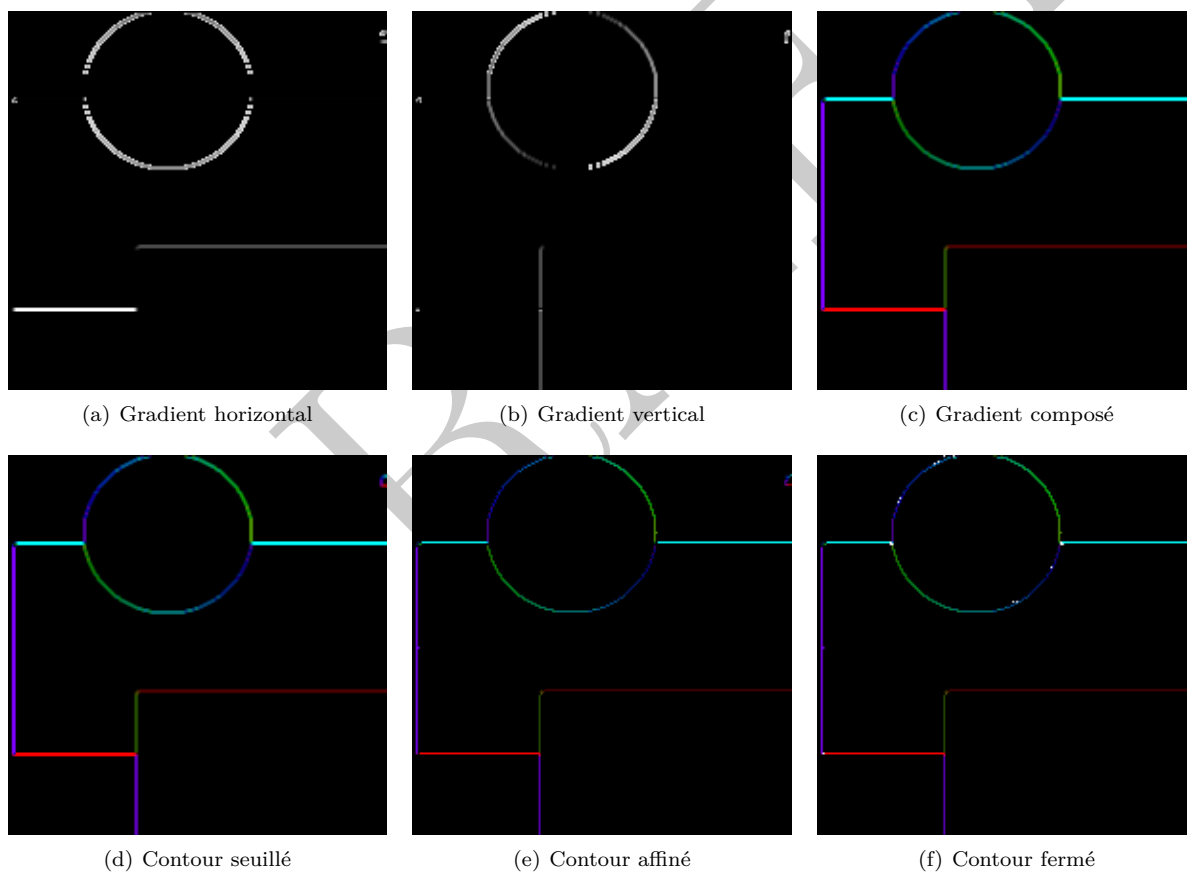 (a) Gradient horizontal
(b) Gradient vertical
(c) Gradient composé
(d) Contour seuillé
(e) Contour affiné
(f) Contour fermé